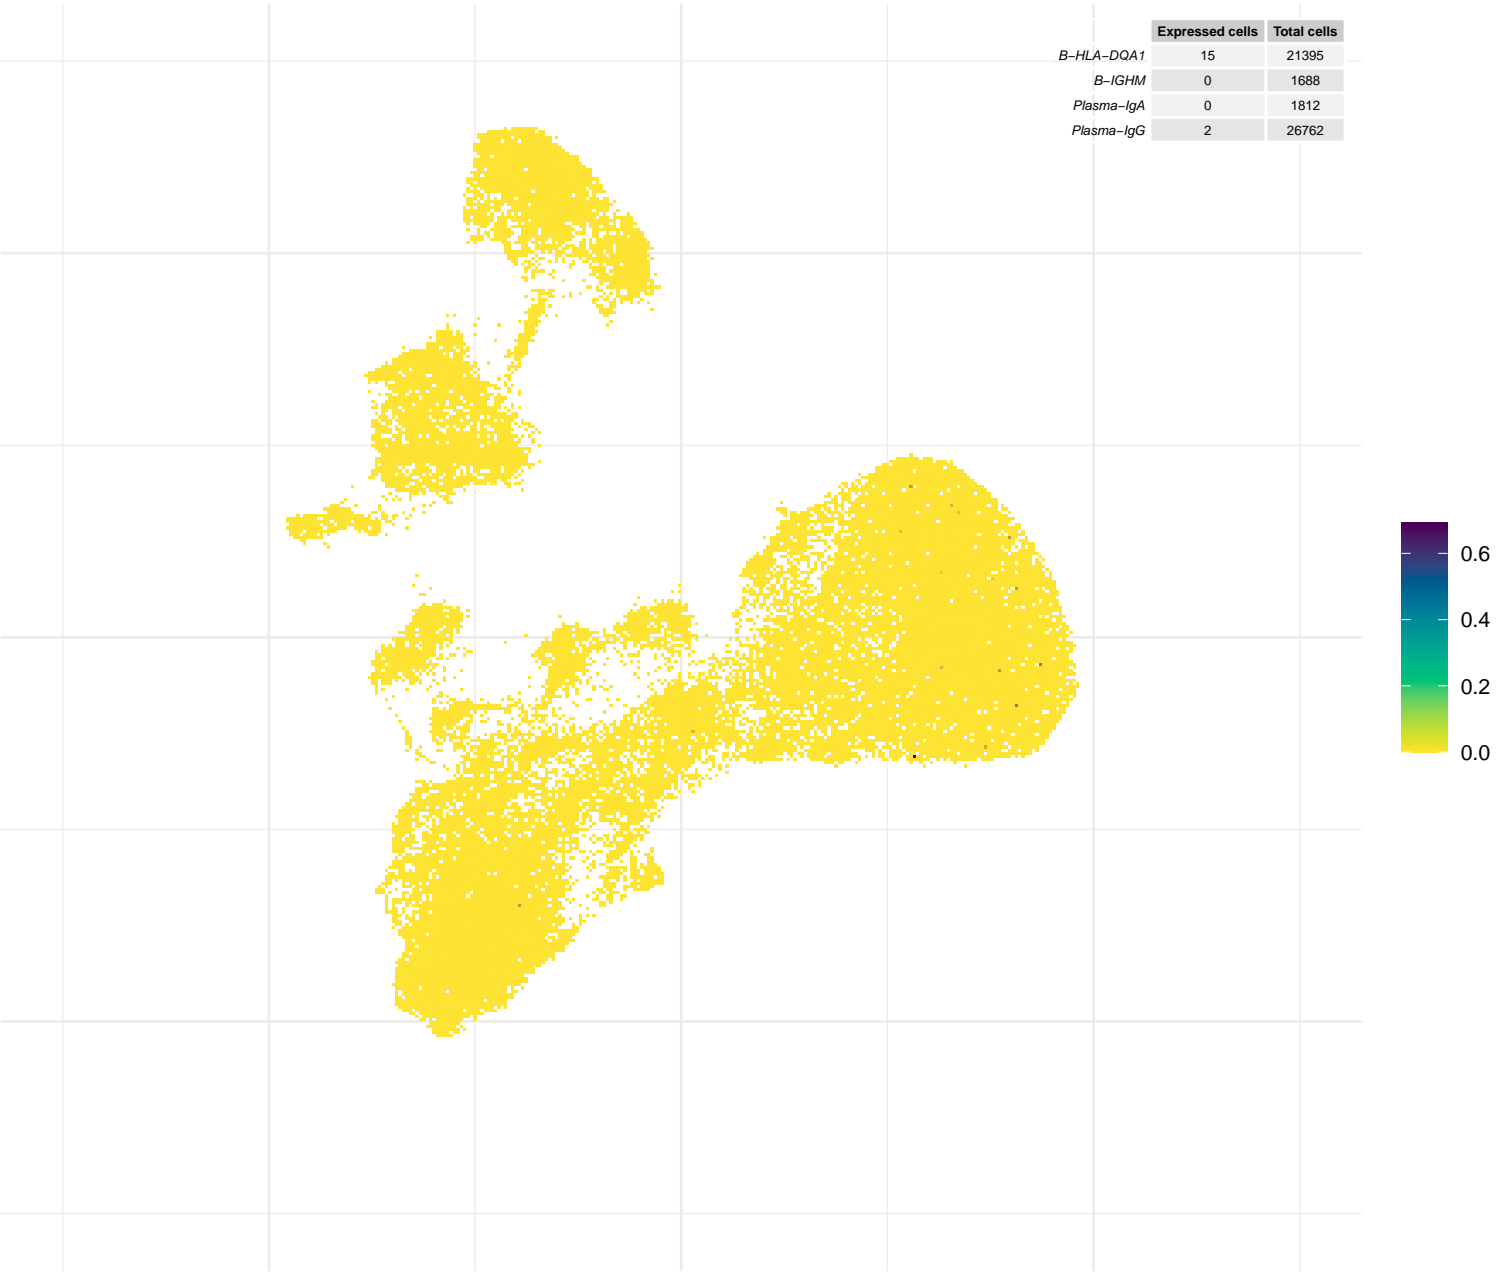 Expressed cells Total cells
B−HLA−DQA1 15 21395
B−IGHM 0 1688
Plasma−IgA 0 1812
Plasma−IgG 2 26762
0.6
0.4
0.2
0.0